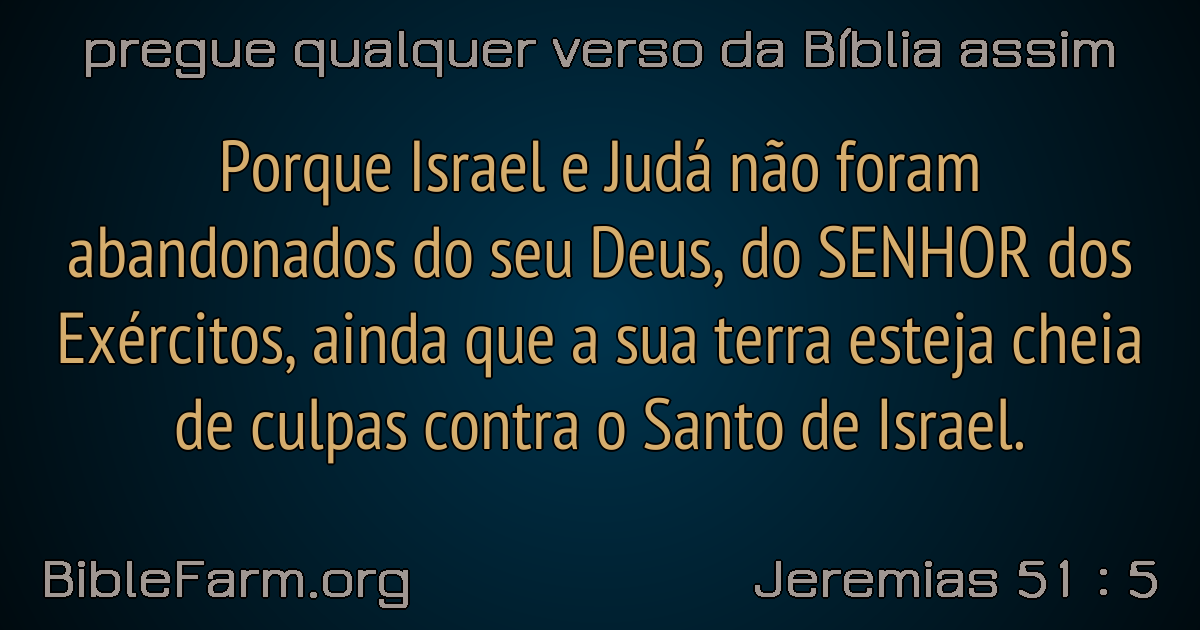 pregue qualquer verso da Bíblia assim
Porque Israel e Judá não foram
abandonados do seu Deus, do SENHOR dos
Exércitos, ainda que a sua terra esteja cheia
de culpas contra o Santo de Israel.
BibleFarm.org
Jeremias 51 : 5